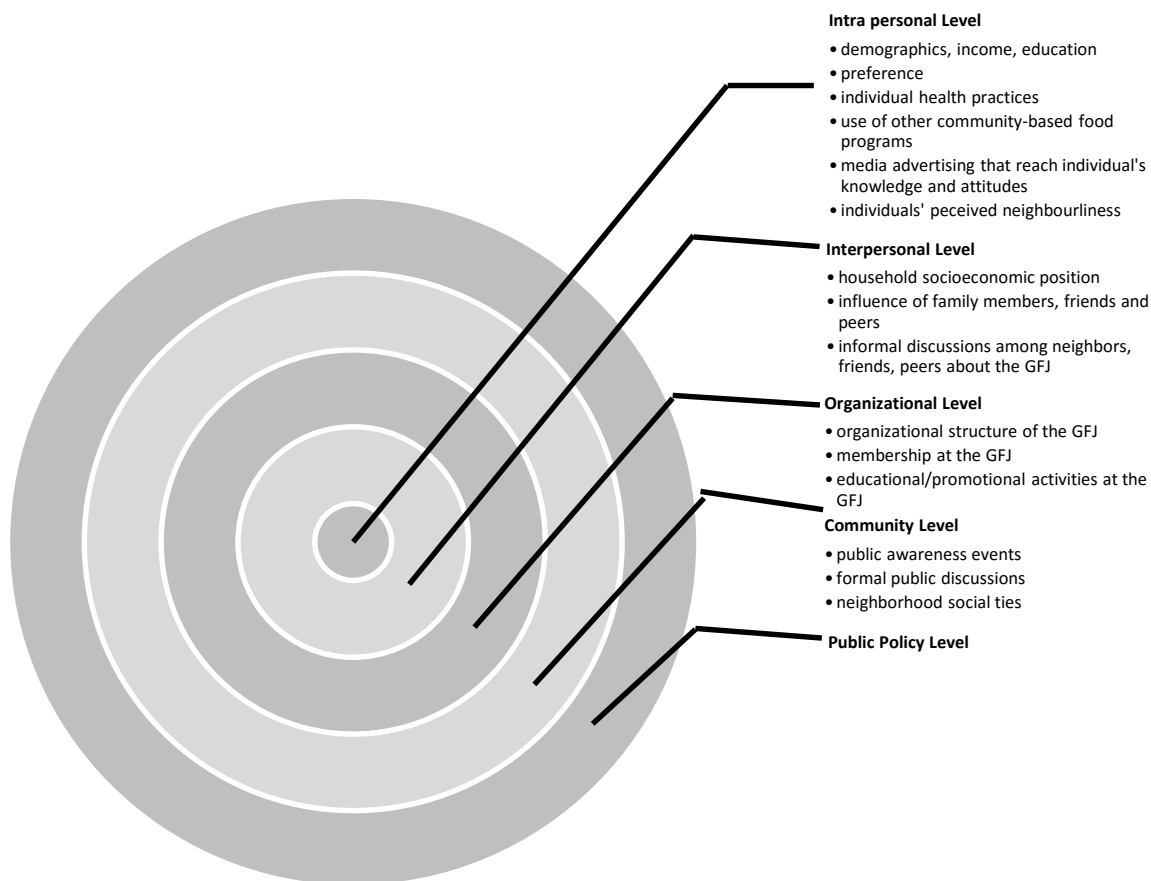 Intra personal Level
• demographics, income, education
• preference
• individual health practices
• use of other community-based food
programs
• media advertising that reach individual's
knowledge and attitudes
• individuals' peceived neighbourliness
Interpersonal Level
• household socioeconomic position
• influence of family members, friends and
peers
• informal discussions among neighbors,
friends, peers about the GFJ
Organizational Level
• organizational structure of the GFJ
• membership at the GFJ
• educational/promotional activities at the
GFJ
Community Level
• public awareness events
• formal public discussions
• neighborhood social ties
Public Policy Level